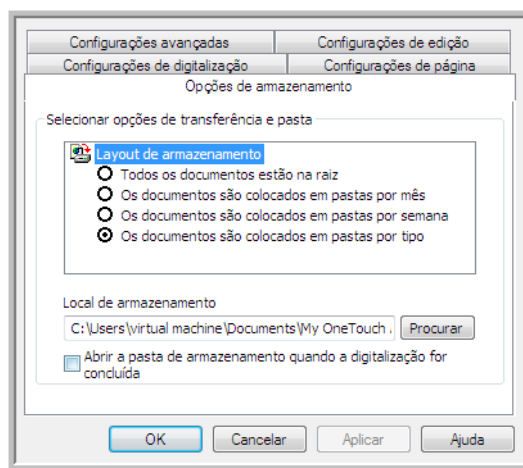 Configurações avançadas
Configurações de edição
Configurações de digitalização
Configurações de página
Opções de armazenamento
Selecionar opções de transferência e pasta
Layout de armazenamento
Todos os documentos estão na raiz
Os documentos são colocados em pastas por mês
Os documentos são colocados em pastas por semana
Os documentos são colocados em pastas por tipo
Local de armazenamento
C:\Users\virtual machine\Documents\My OneTouch
Procurar
Abrir a pasta de armazenamento quando a digitalização for
concluída
OK
Cancelar
Aplicar
Ajuda